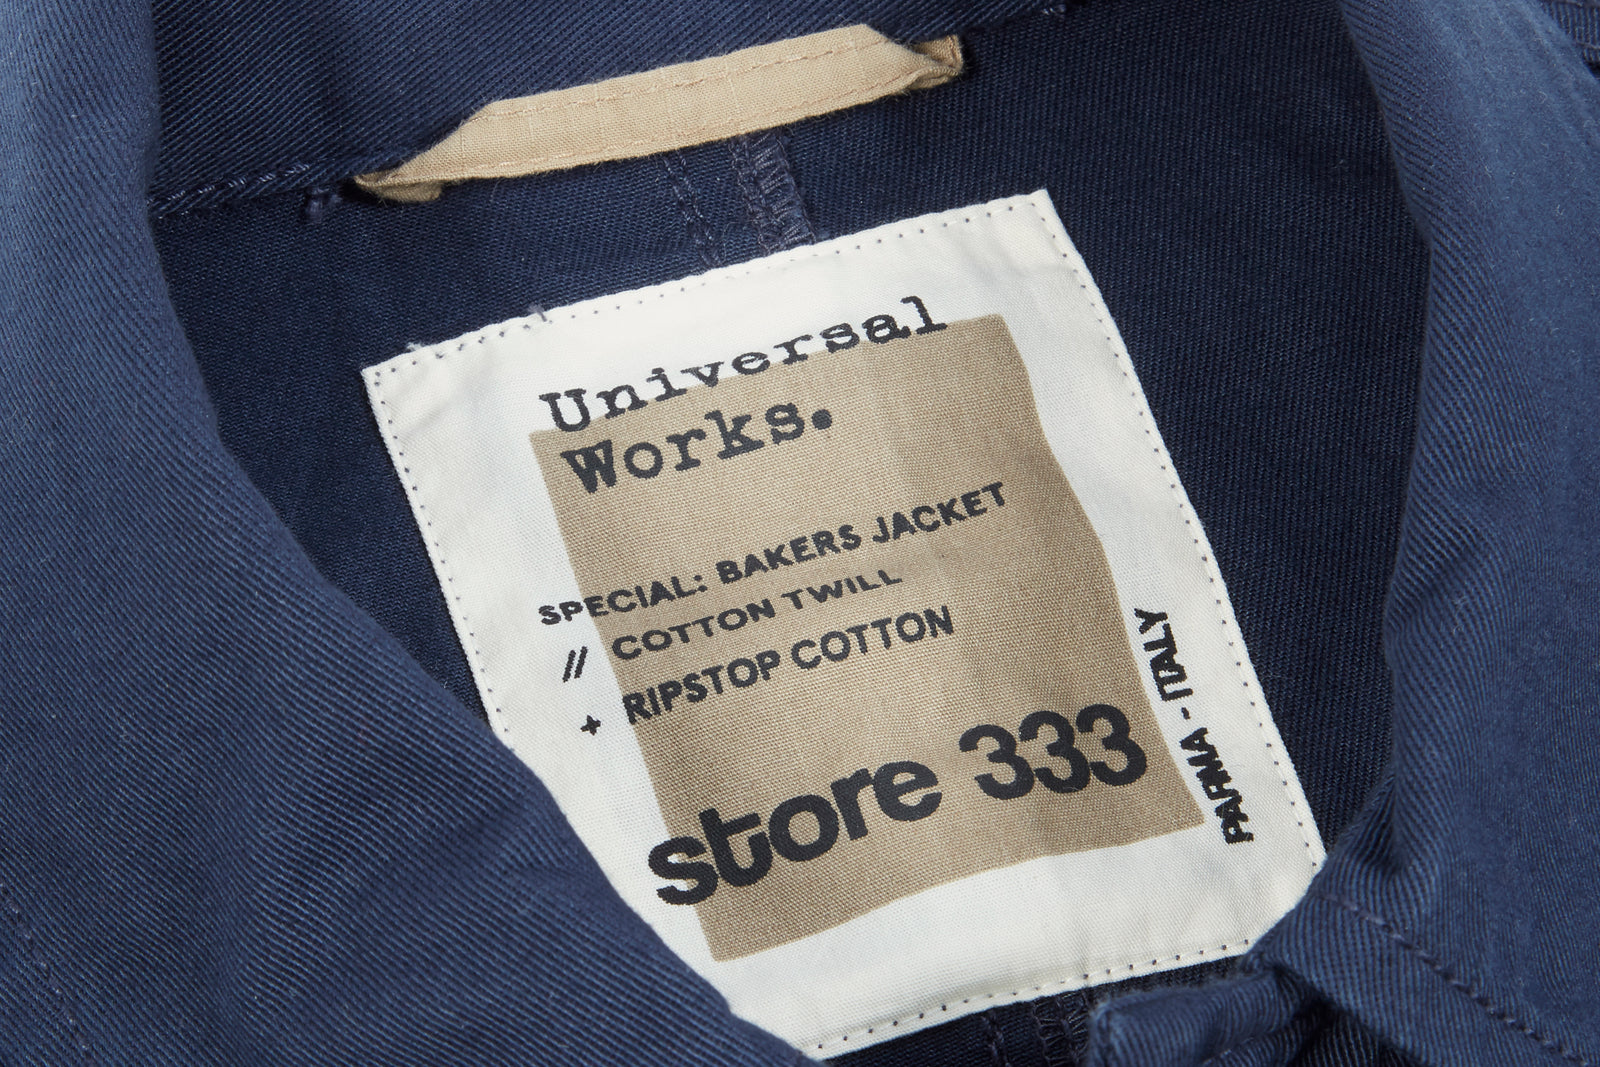 Universal
Works.
SPECIAL: BAKERS JACKET
// COTTON TWILL
+ RIPSTOP COTTON
store 333
PARMA - ITALY